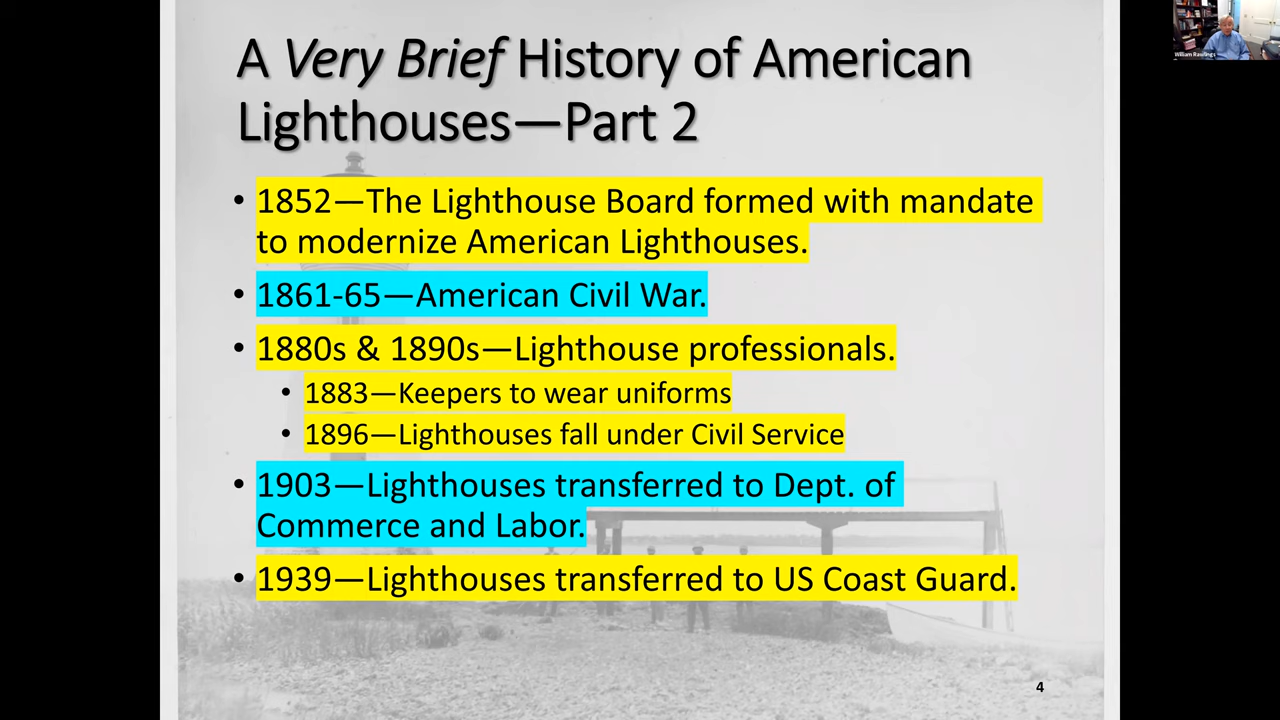 A Very Brief History of American
Lighthouses—Part 2
• 1852—The Lighthouse Board formed with mandate
to modernize American Lighthouses.
• 1861-65—American Civil War.
• 1880s & 1890s—Lighthouse professionals.
• 1883—Keepers to wear uniforms
• 1896—Lighthouses fall under Civil Service
• 1903—Lighthouses transferred to Dept. of
Commerce and Labor.
• 1939—Lighthouses transferred to US Coast Guard.
4
William Rawlings